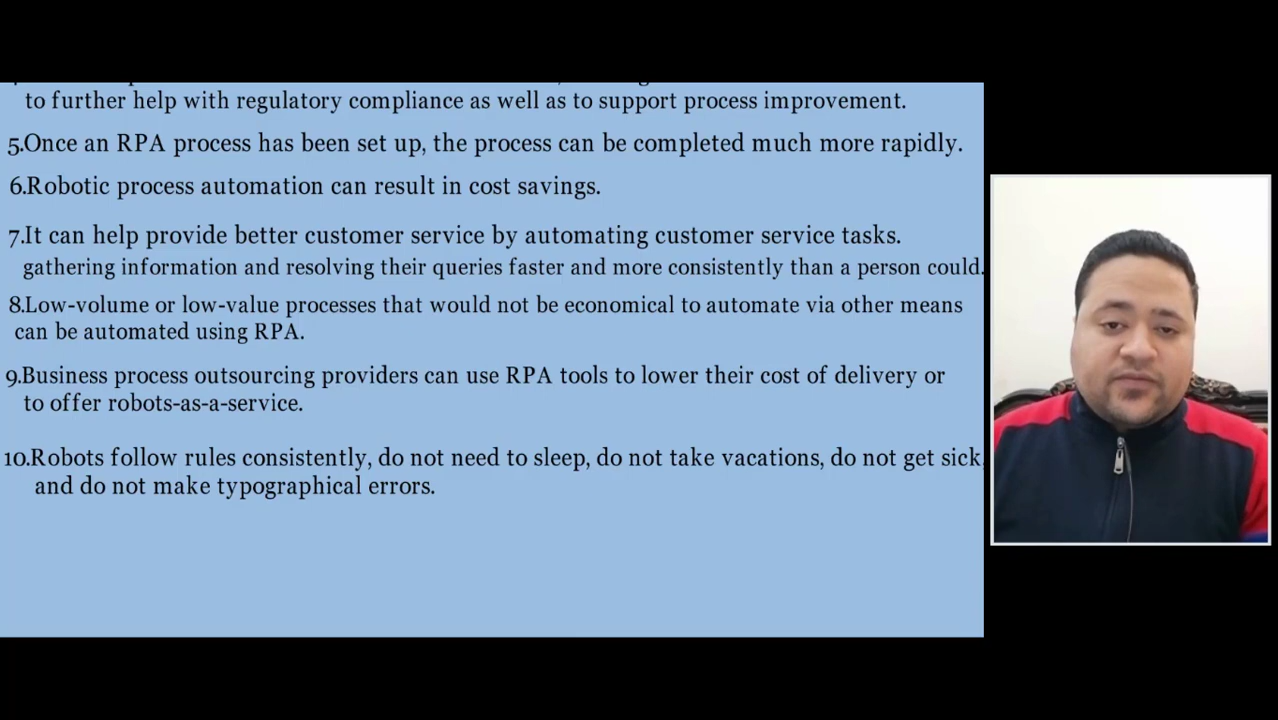 to further help with regulatory compliance as well as to support process improvement.
5.Once an RPA process has been set up, the process can be completed much more rapidly.
6.Robotic process automation can result in cost savings.
7.It can help provide better customer service by automating customer service tasks.
gathering information and resolving their queries faster and more consistently than a person could.
8.Low-volume or low-value processes that would not be economical to automate via other means
can be automated using RPA.
9.Business process outsourcing providers can use RPA tools to lower their cost of delivery or
to offer robots-as-a-service.
10.Robots follow rules consistently, do not need to sleep, do not take vacations, do not get sick,
and do not make typographical errors.